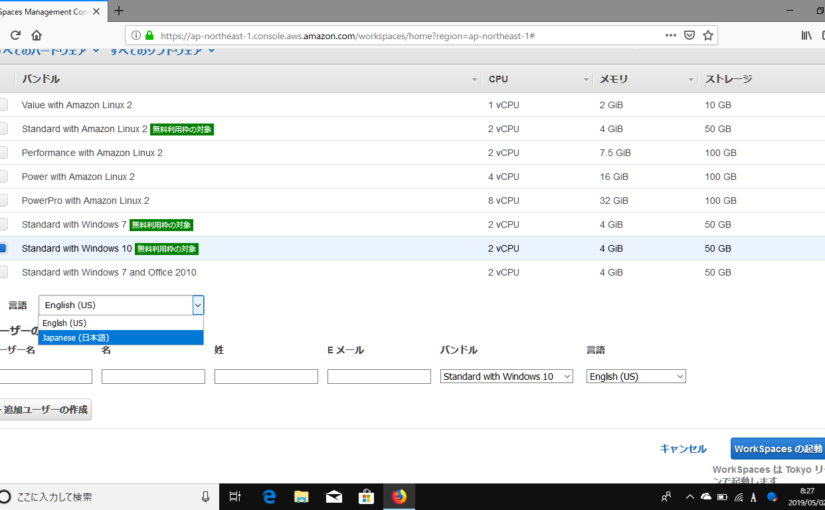 Spaces Management Con
https://ap-northeast-1.console.aws.amazon.com/workspaces/home?region=ap-northeast-1#
すべてのハードウェア すべてのソフトウェア
バンドル CPU メモリ ストレージ
Value with Amazon Linux 2 1 vCPU 2 GiB 10 GB
Standard with Amazon Linux 2 無料利用枠の対象 2 vCPU 4 GiB 50 GB
Performance with Amazon Linux 2 2 vCPU 7.5 GiB 100 GB
Power with Amazon Linux 2 4 vCPU 16 GiB 100 GB
PowerPro with Amazon Linux 2 8 vCPU 32 GiB 100 GB
Standard with Windows 7 無料利用枠の対象 2 vCPU 4 GiB 50 GB
Standard with Windows 10 無料利用枠の対象 2 vCPU 4 GiB 50 GB
Standard with Windows 7 and Office 2010 2 vCPU 4 GiB 50 GB
言語 English (US)
English (US)
Japanese (日本語)
ーザーの
ーザー名 名 姓 E メール バンドル 言語
Standard with Windows 10 English (US)
追加ユーザーの作成
キャンセル WorkSpaces の起動
WorkSpaces は Tokyo リー
ンで起動します
ここに入力して検索
A
8:27
2019/05/02